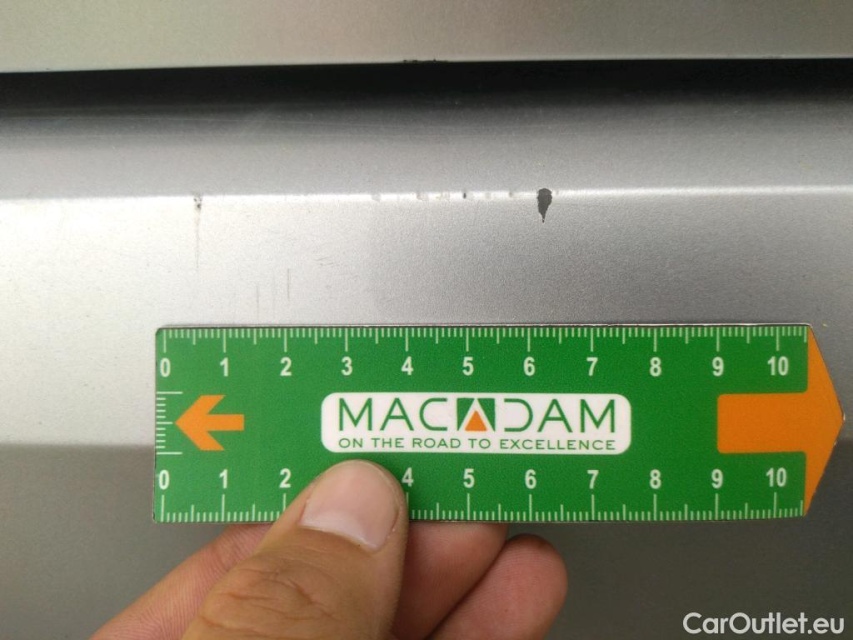 0 1 2 3 4 5 6 7 8 9 10
MACADAM
ON THE ROAD TO EXCELLENCE
0 1 2 4 5 6 7 8 9 10
CarOutlet.eu